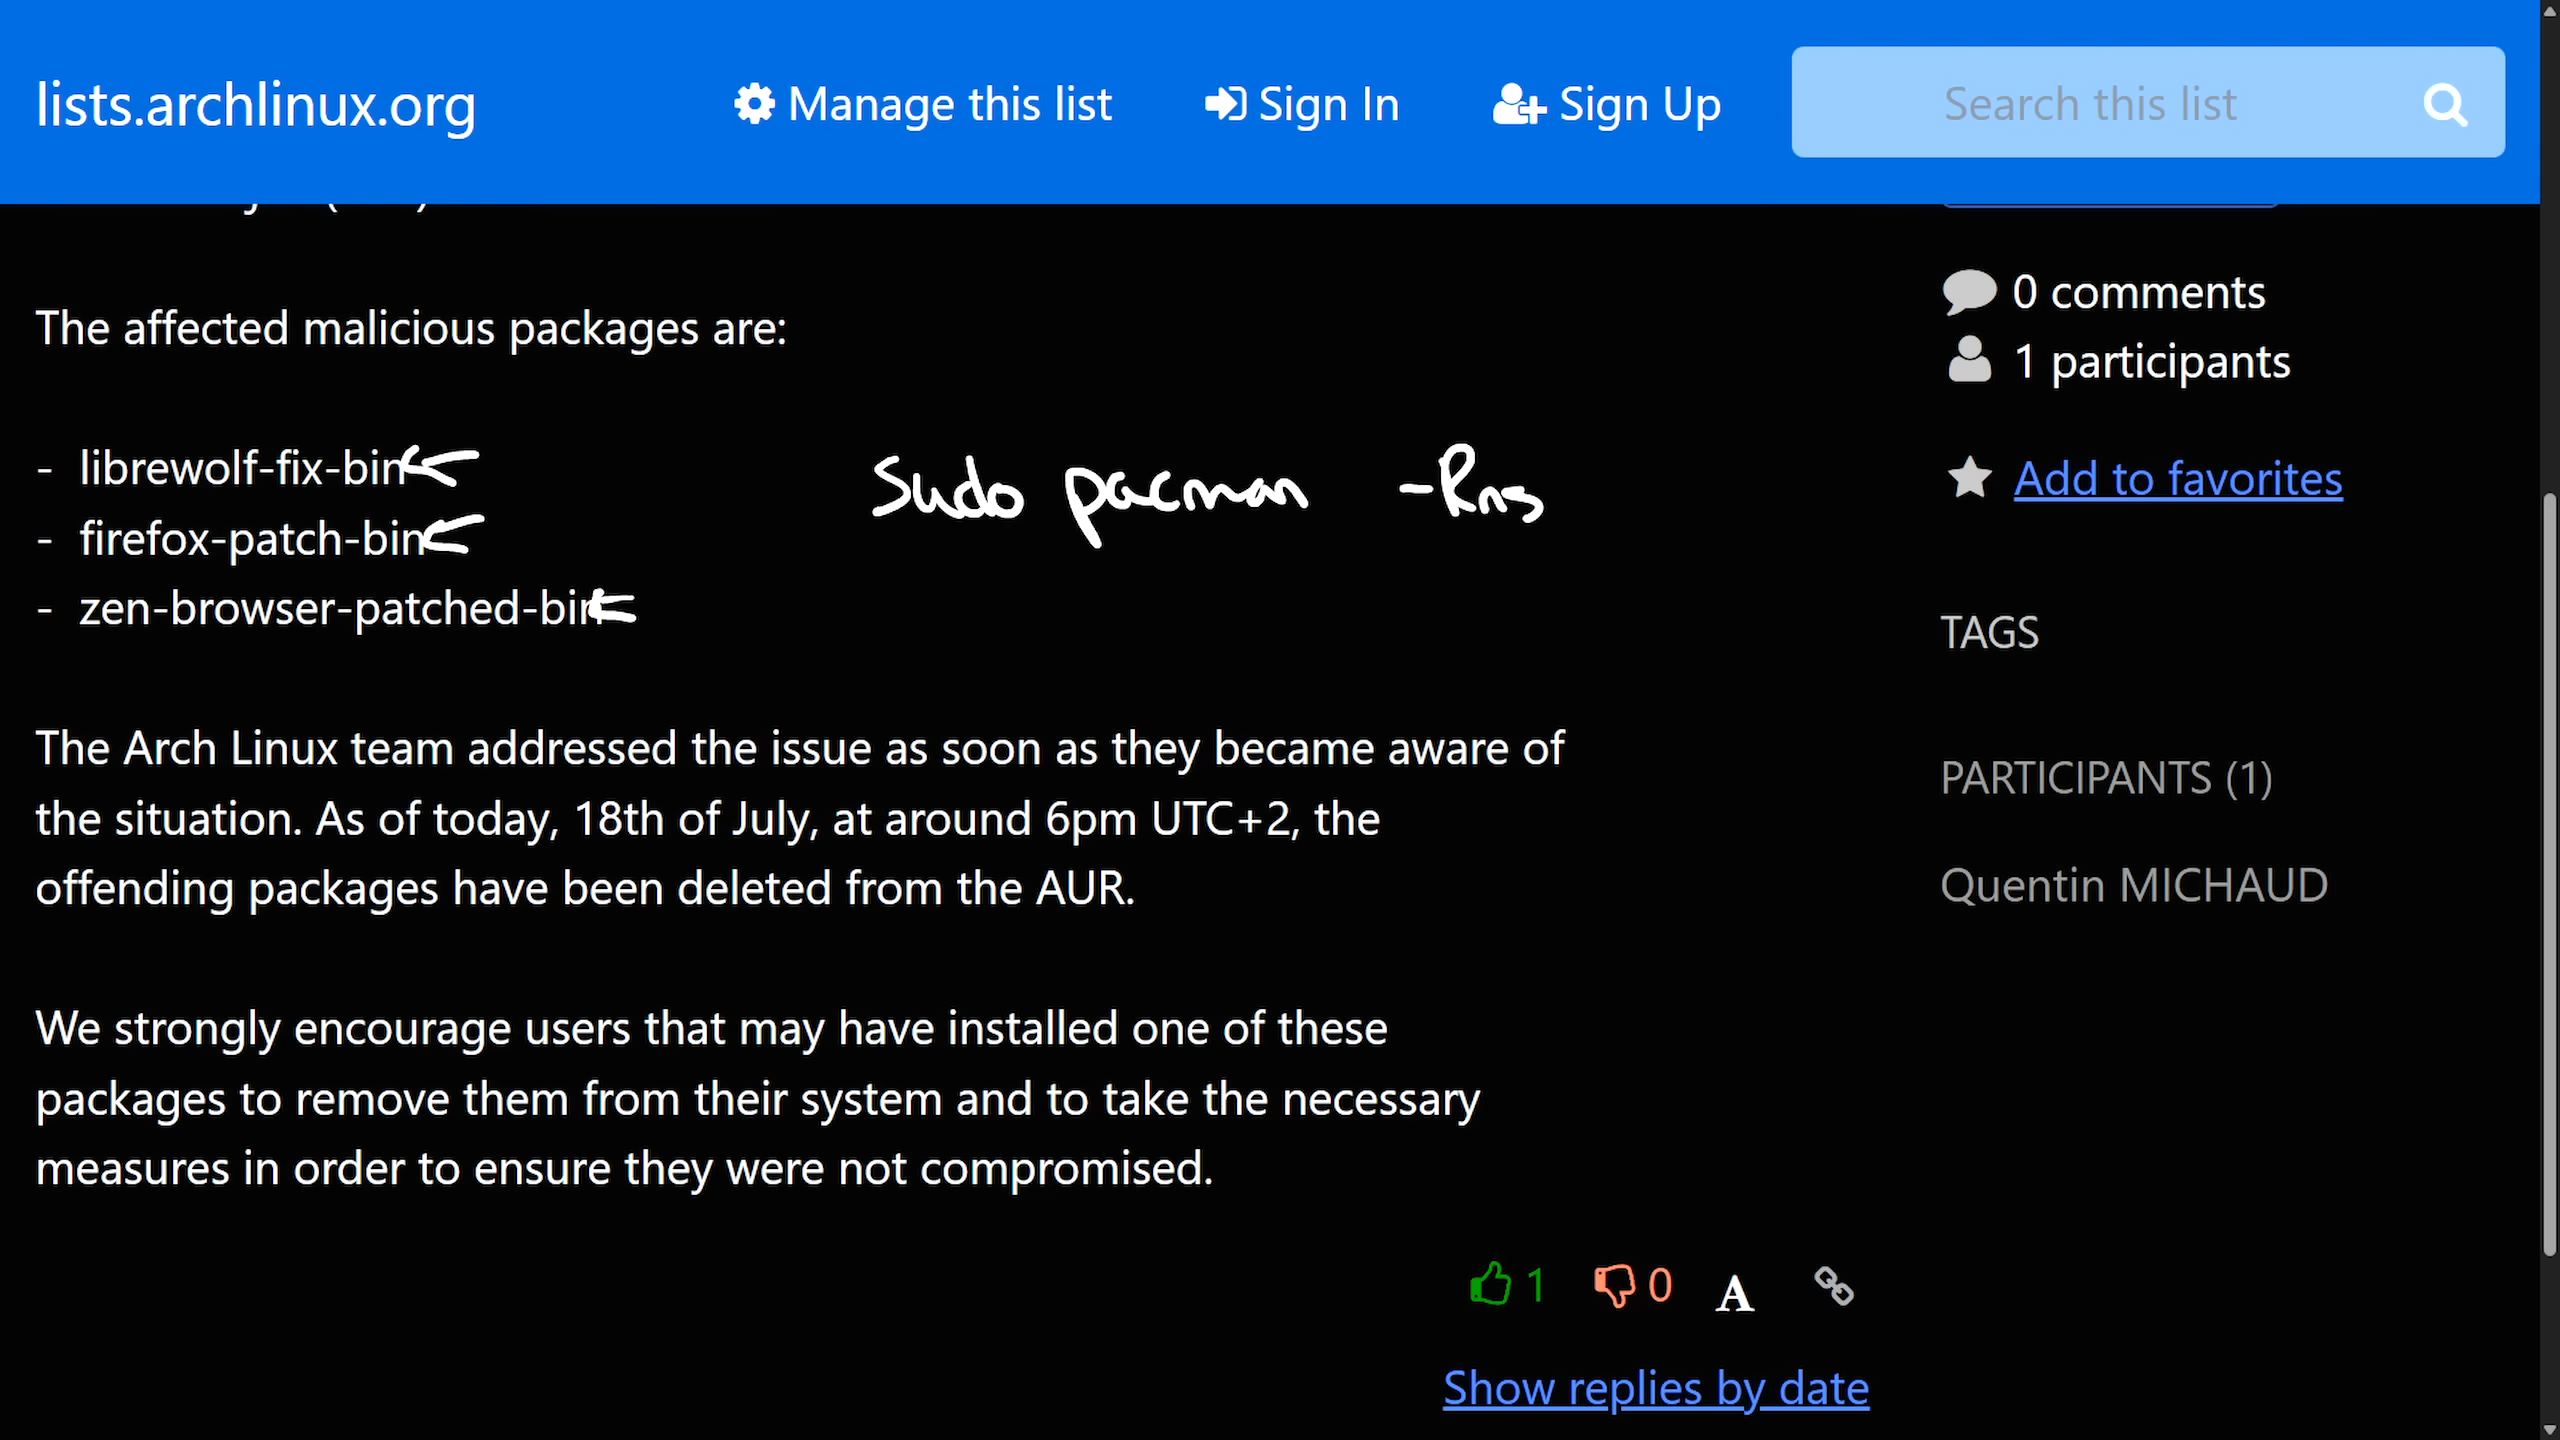 lists.archlinux.org Manage this list Sign In Sign Up Search this list
The affected malicious packages are:
- librewolf-fix-bin
- firefox-patch-bin
- zen-browser-patched-bin
sudo pacman -Rns
The Arch Linux team addressed the issue as soon as they became aware of
the situation. As of today, 18th of July, at around 6pm UTC+2, the
offending packages have been deleted from the AUR.
We strongly encourage users that may have installed one of these
packages to remove them from their system and to take the necessary
measures in order to ensure they were not compromised.
1 0 A
Show replies by date
0 comments
1 participants
Add to favorites
TAGS
PARTICIPANTS (1)
Quentin MICHAUD